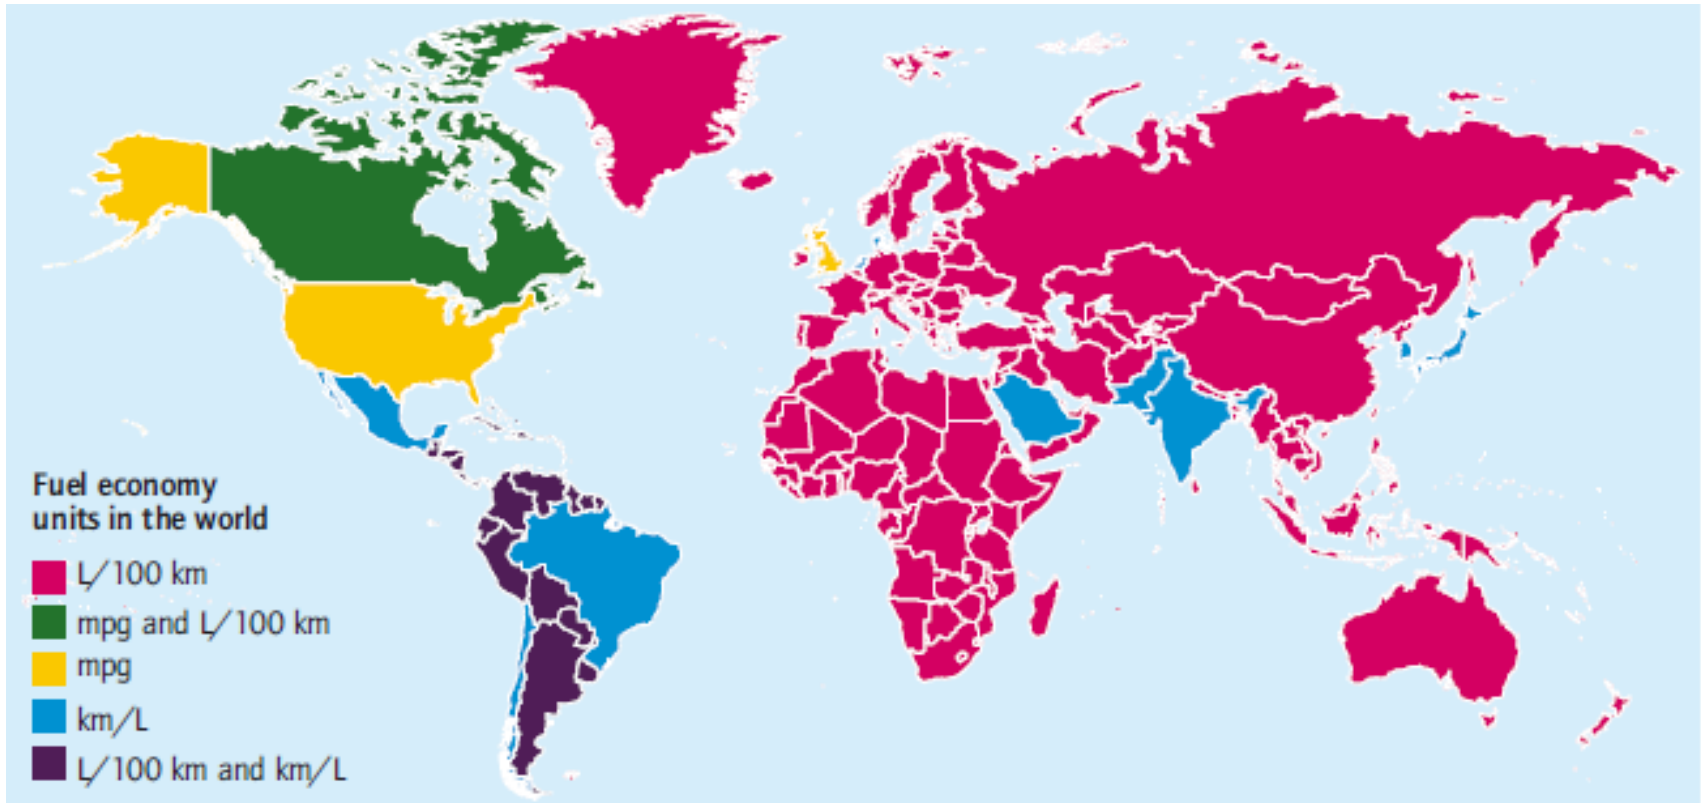 Fuel economy
units in the world
L/100 km
mpg and L/100 km
mpg
km/L
L/100 km and km/L